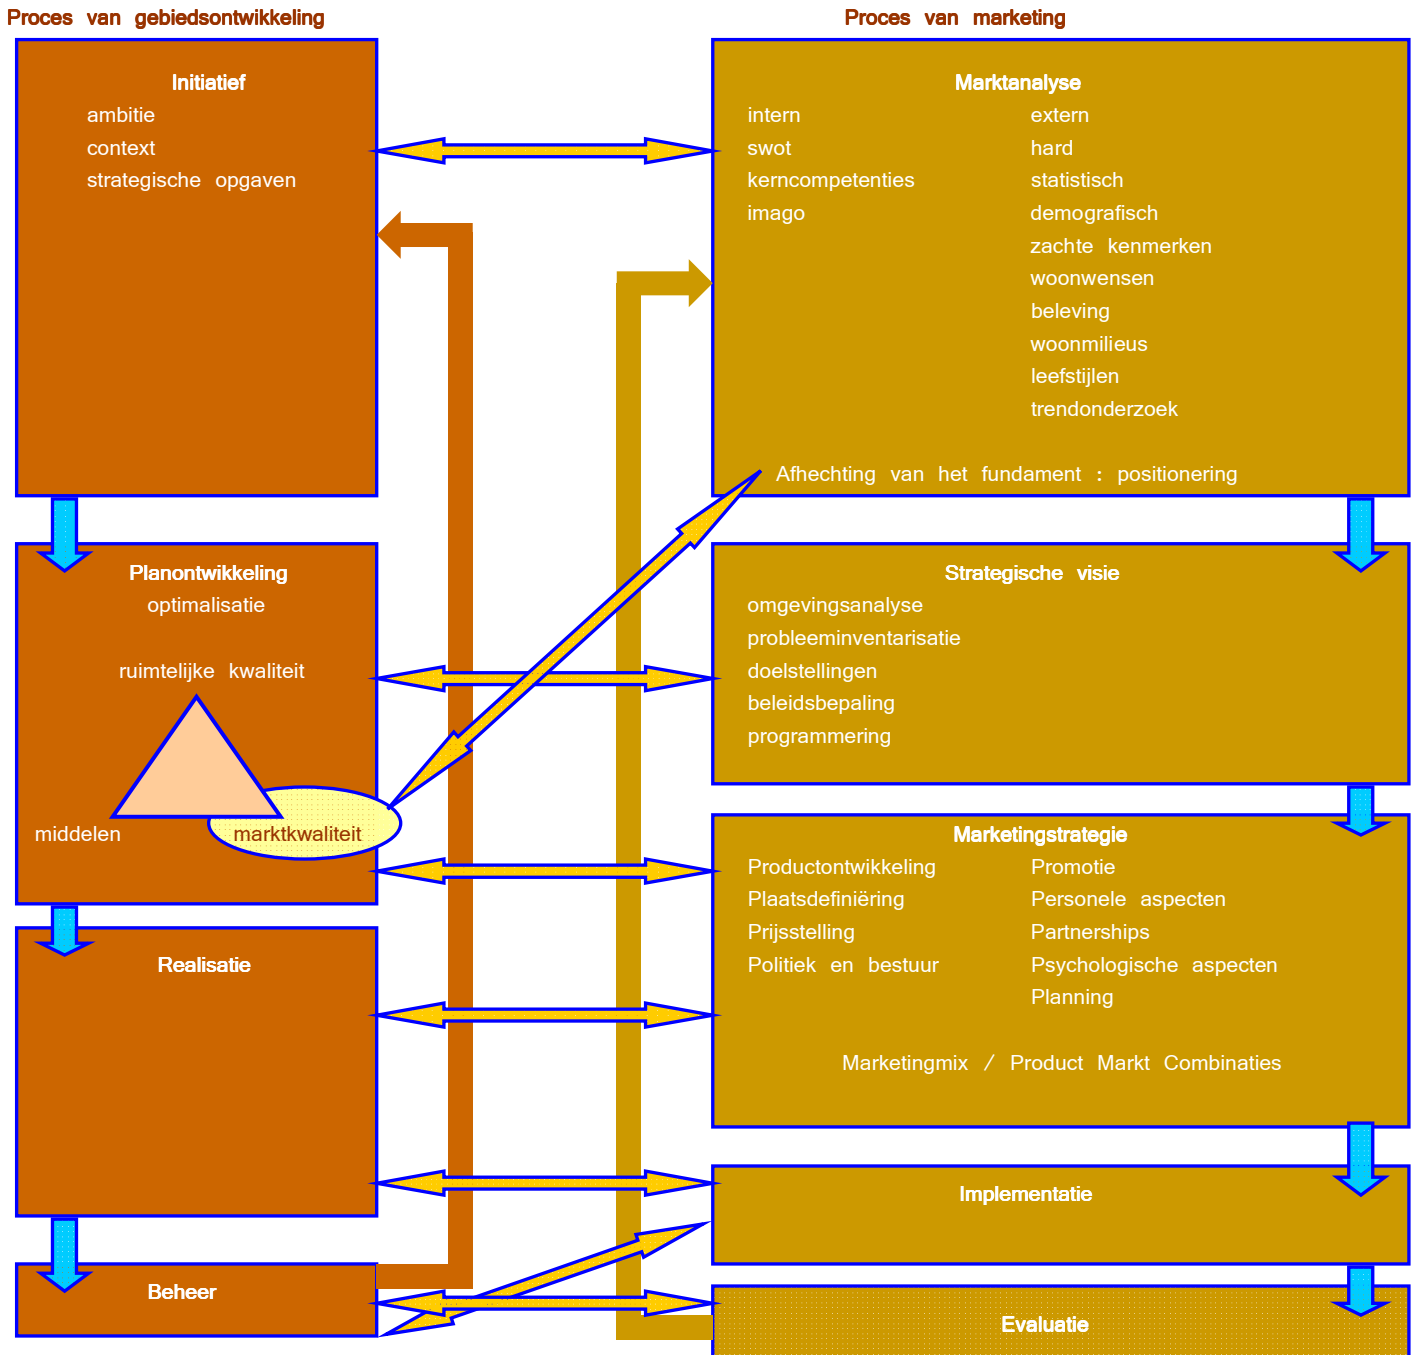 Proces van gebiedsontwikkeling
Initiatief
ambitie
context
strategische opgaven
Planontwikkeling
optimalisatie
ruimtelijke kwaliteit
middelen
marktkwaliteit
Realisatie
Beheer
Proces van marketing
Marktanalyse
intern
swot
kerncompetenties
imago
extern
hard
statistisch
demografisch
zachte kenmerken
woonwensen
beleving
woonmilieus
leefstijlen
trendonderzoek
Afhechting van het fundament : positionering
Strategische visie
omgevingsanalyse
probleeminventarisatie
doelstellingen
beleidsbepaling
programmering
Marketingstrategie
Productontwikkeling
Plaatsdefiniëring
Prijsstelling
Politiek en bestuur
Promotie
Personele aspecten
Partnerships
Psychologische aspecten
Planning
Marketingmix / Product Markt Combinaties
Implementatie
Evaluatie